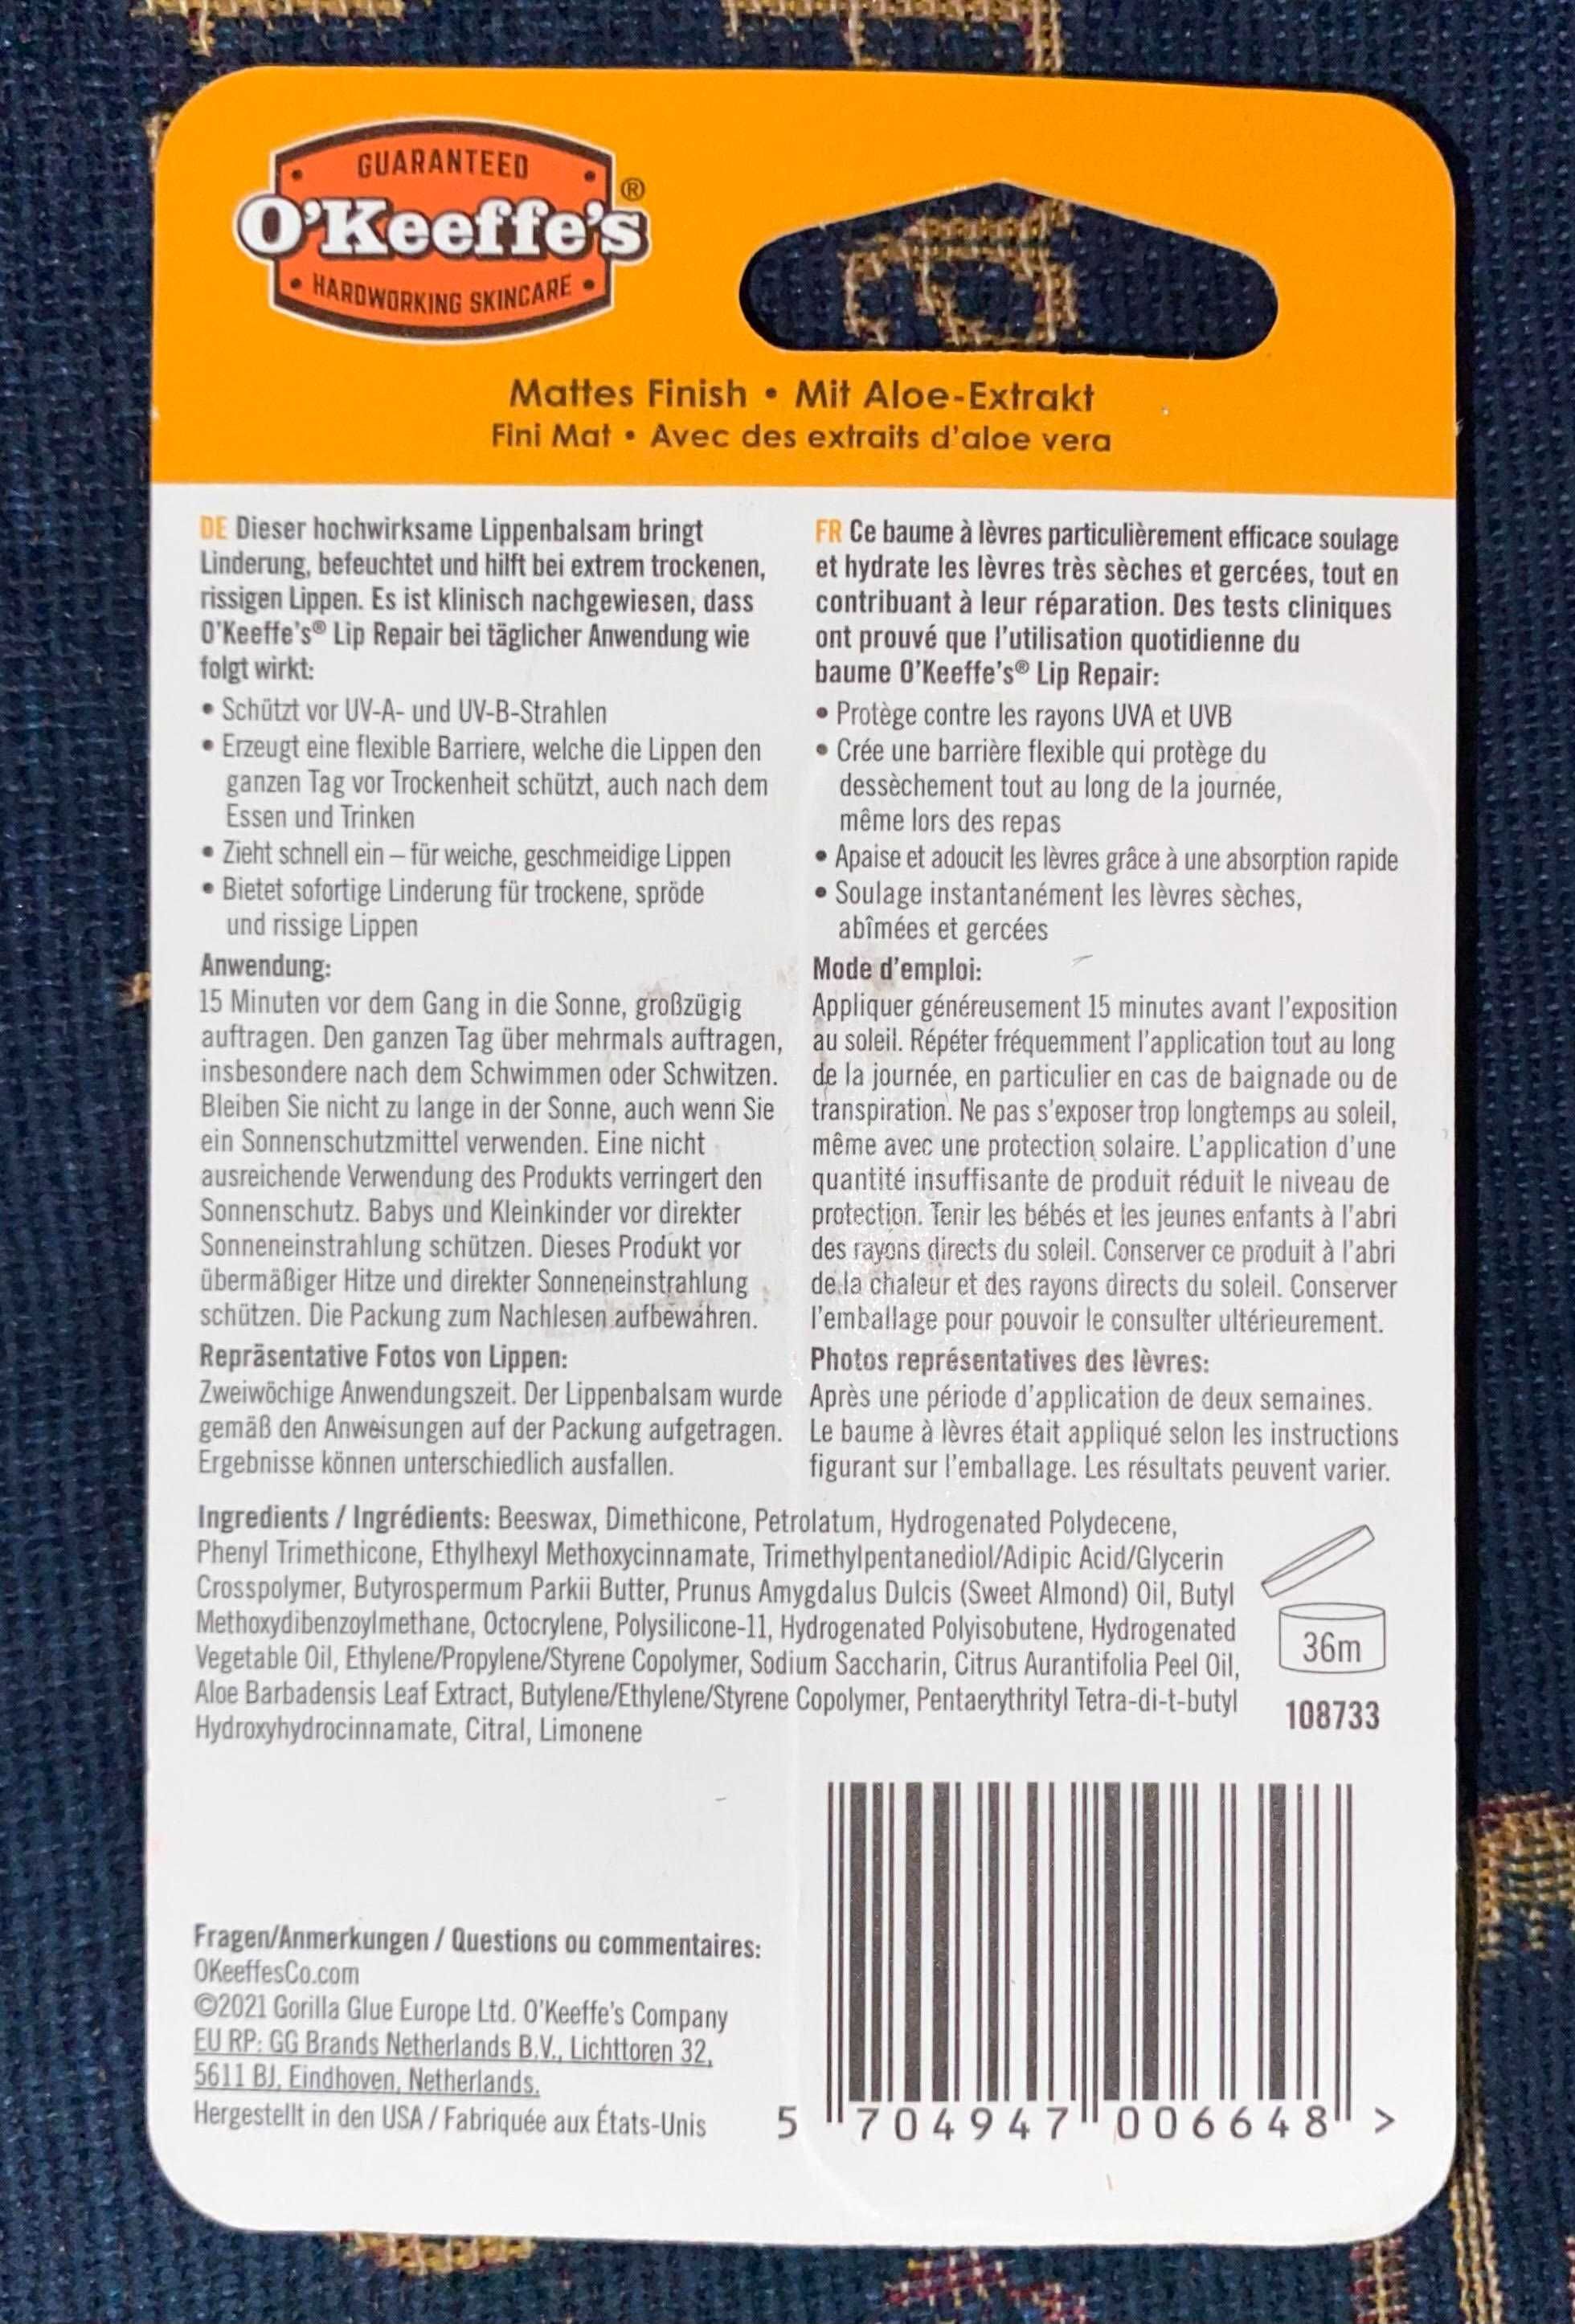 GUARANTEED
O'Keeffe's®
• HARDWORKING SKINCARE •
Mattes Finish • Mit Aloe-Extrakt
Fini Mat • Avec des extraits d'aloe vera
DE Dieser hochwirksame Lippenbalsam bringt
Linderung, befeuchtet und hilft bei extrem trockenen,
rissigen Lippen. Es ist klinisch nachgewiesen, dass
O'Keeffe's® Lip Repair bei täglicher Anwendung wie
folgt wirkt:
• Schützt vor UV-A- und UV-B-Strahlen
• Erzeugt eine flexible Barriere, welche die Lippen den
ganzen Tag vor Trockenheit schützt, auch nach dem
Essen und Trinken
• Zieht schnell ein – für weiche, geschmeidige Lippen
• Bietet sofortige Linderung für trockene, spröde
und rissige Lippen
Anwendung:
15 Minuten vor dem Gang in die Sonne, großzügig
auftragen. Den ganzen Tag über mehrmals auftragen,
insbesondere nach dem Schwimmen oder Schwitzen.
Bleiben Sie nicht zu lange in der Sonne, auch wenn Sie
ein Sonnenschutzmittel verwenden. Eine nicht
ausreichende Verwendung des Produkts verringert den
Sonnenschutz. Babys und Kleinkinder vor direkter
Sonneneinstrahlung schützen. Dieses Produkt vor
übermäßiger Hitze und direkter Sonneneinstrahlung
schützen. Die Packung zum Nachlesen aufbewahren.
Repräsentative Fotos von Lippen:
Zweiwöchige Anwendungszeit. Der Lippenbalsam wurde
gemäß den Anweisungen auf der Packung aufgetragen.
Ergebnisse können unterschiedlich ausfallen.
FR Ce baume à lèvres particulièrement efficace soulage
et hydrate les lèvres très sèches et gercées, tout en
contribuant à leur réparation. Des tests cliniques
ont prouvé que l'utilisation quotidienne du
baume O'Keeffe's® Lip Repair:
• Protège contre les rayons UVA et UVB
• Crée une barrière flexible qui protège du
dessèchement tout au long de la journée,
même lors des repas
• Apaise et adoucit les lèvres grâce à une absorption rapide
• Soulage instantanément les lèvres sèches,
abîmées et gercées
Mode d'emploi:
Appliquer généreusement 15 minutes avant l'exposition
au soleil. Répéter fréquemment l'application tout au long
de la journée, en particulier en cas de baignade ou de
transpiration. Ne pas s'exposer trop longtemps au soleil,
même avec une protection solaire. L'application d'une
quantité insuffisante de produit réduit le niveau de
protection. Tenir les bébés et les jeunes enfants à l'abri
des rayons directs du soleil. Conserver ce produit à l'abri
de la chaleur et des rayons directs du soleil. Conserver
l'emballage pour pouvoir le consulter ultérieurement.
Photos représentatives des lèvres:
Après une période d'application de deux semaines.
Le baume à lèvres était appliqué selon les instructions
figurant sur l'emballage. Les résultats peuvent varier.
Ingredients / Ingrédients: Beeswax, Dimethicone, Petrolatum, Hydrogenated Polydecene,
Phenyl Trimethicone, Ethylhexyl Methoxycinnamate, Trimethylpentanediol/Adipic Acid/Glycerin
Crosspolymer, Butyrospermum Parkii Butter, Prunus Amygdalus Dulcis (Sweet Almond) Oil, Butyl
Methoxydibenzoylmethane, Octocrylene, Polysilicone-11, Hydrogenated Polyisobutene, Hydrogenated
Vegetable Oil, Ethylene/Propylene/Styrene Copolymer, Sodium Saccharin, Citrus Aurantifolia Peel Oil,
Aloe Barbadensis Leaf Extract, Butylene/Ethylene/Styrene Copolymer, Pentaerythrityl Tetra-di-t-butyl
Hydroxyhydrocinnamate, Citral, Limonene
36m
108733
Fragen/Anmerkungen / Questions ou commentaires:
OKeeffesCo.com
©2021 Gorilla Glue Europe Ltd. O'Keeffe's Company
EU RP: GG Brands Netherlands B.V., Lichttoren 32,
5611 BJ, Eindhoven, Netherlands.
Hergestellt in den USA / Fabriquée aux États-Unis
5 704947 006648 >